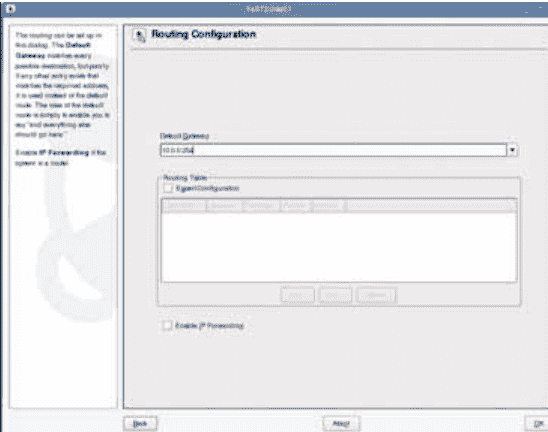 The routing can be set up in
this dialog. The Default
Gateway matches every
possible destination, but poorly
if any other entry exists that
matches the required address,
it is used instead of the default
route. The idea of the default
route is simply to enable you to
say "and everything else
should go here."
Enable IP Forwarding if the
system is a router.
Routing Configuration
Default Gateway
Routing Table
Expert Configuration
Enable IP Forwarding
Back
Abort
OK